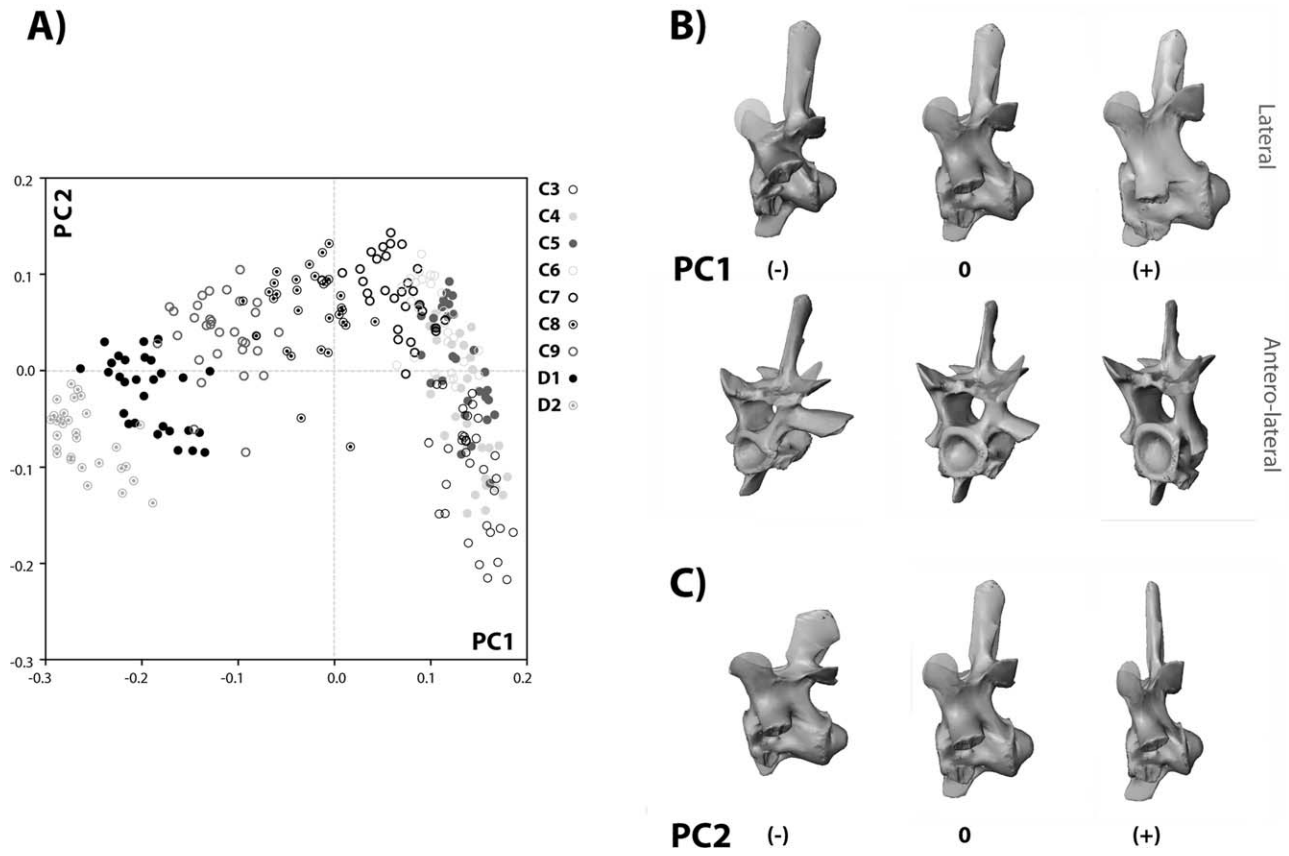 A)
PC2
0.2
0.1
0.0
-0.1
-0.2
-0.3
-0.3
-0.2
-0.1
0.0
0.1
0.2
PC1
C3
C4
C5
C6
C7
C8
C9
D1
D2
B)
Lateral
PC1 (-) 0 (+)
Antero-lateral
C)
PC2 (-) 0 (+)